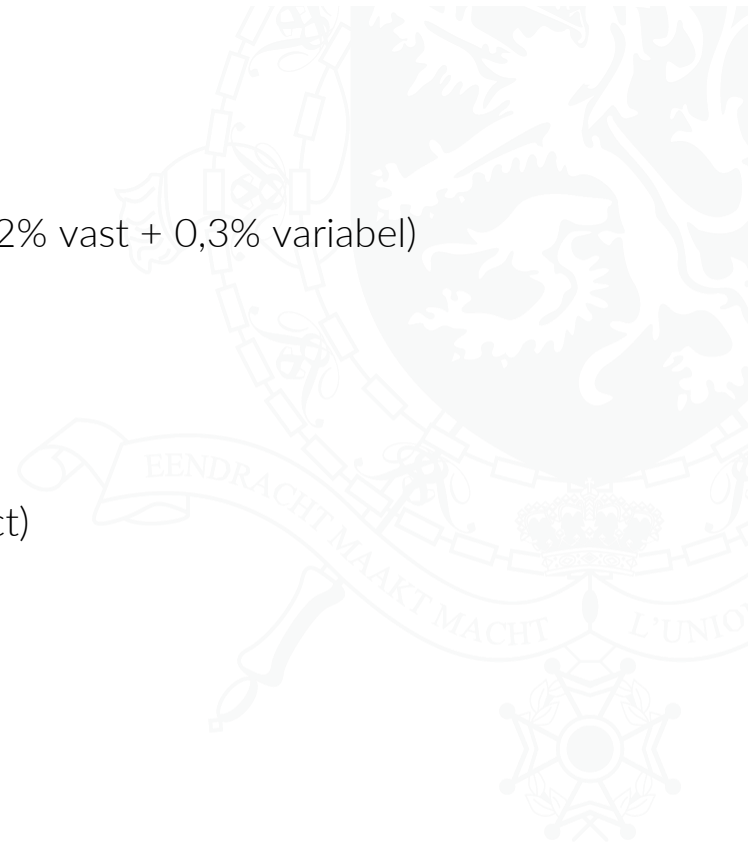 2% vast + 0,3% variabel)
ct)
EENDRACHT MAAKT MACHT
L'UNIO